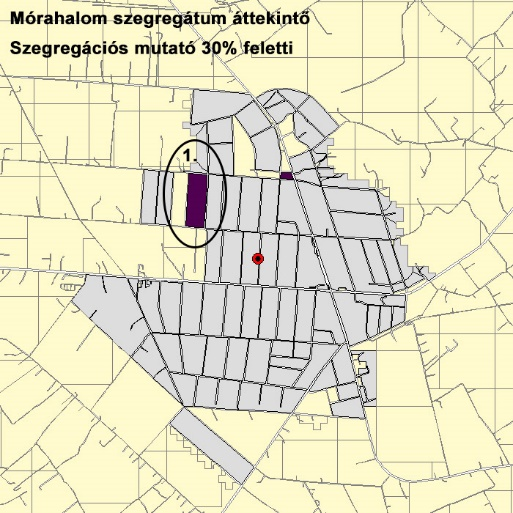 Mórahalom szegregátum áttekintő
Szegregációs mutató 30% feletti
1.